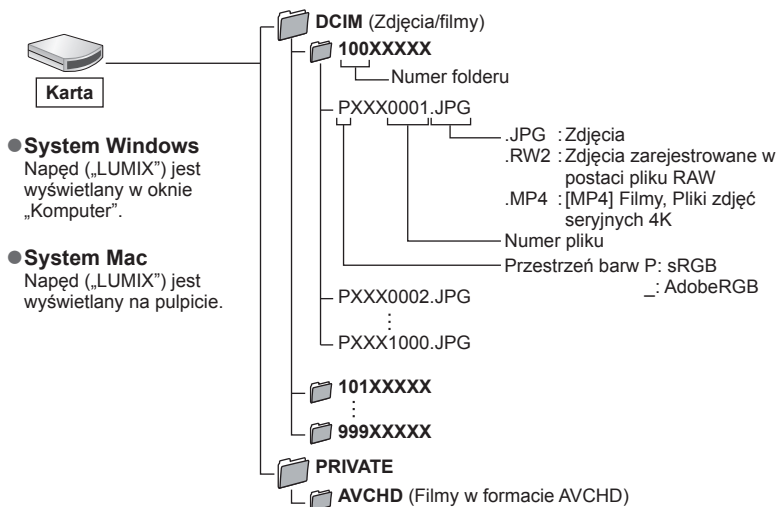 DCIM (Zdjęcia/filmy)
100XXXXX
Numer folderu
Karta
PXXX0001.JPG
.JPG : Zdjęcia
.RW2 : Zdjęcia zarejestrowane w
postaci pliku RAW
.MP4 : [MP4] Filmy, Pliki zdjęć
seryjnych 4K
Numer pliku
Przestrzeń barw P: sRGB
_: AdobeRGB
PXXX0002.JPG
PXXX1000.JPG
101XXXXX
999XXXXX
PRIVATE
AVCHD (Filmy w formacie AVCHD)
●System Windows
Napęd („LUMIX”) jest
wyświetlany w oknie
„Komputer”.
●System Mac
Napęd („LUMIX”) jest
wyświetlany na pulpicie.